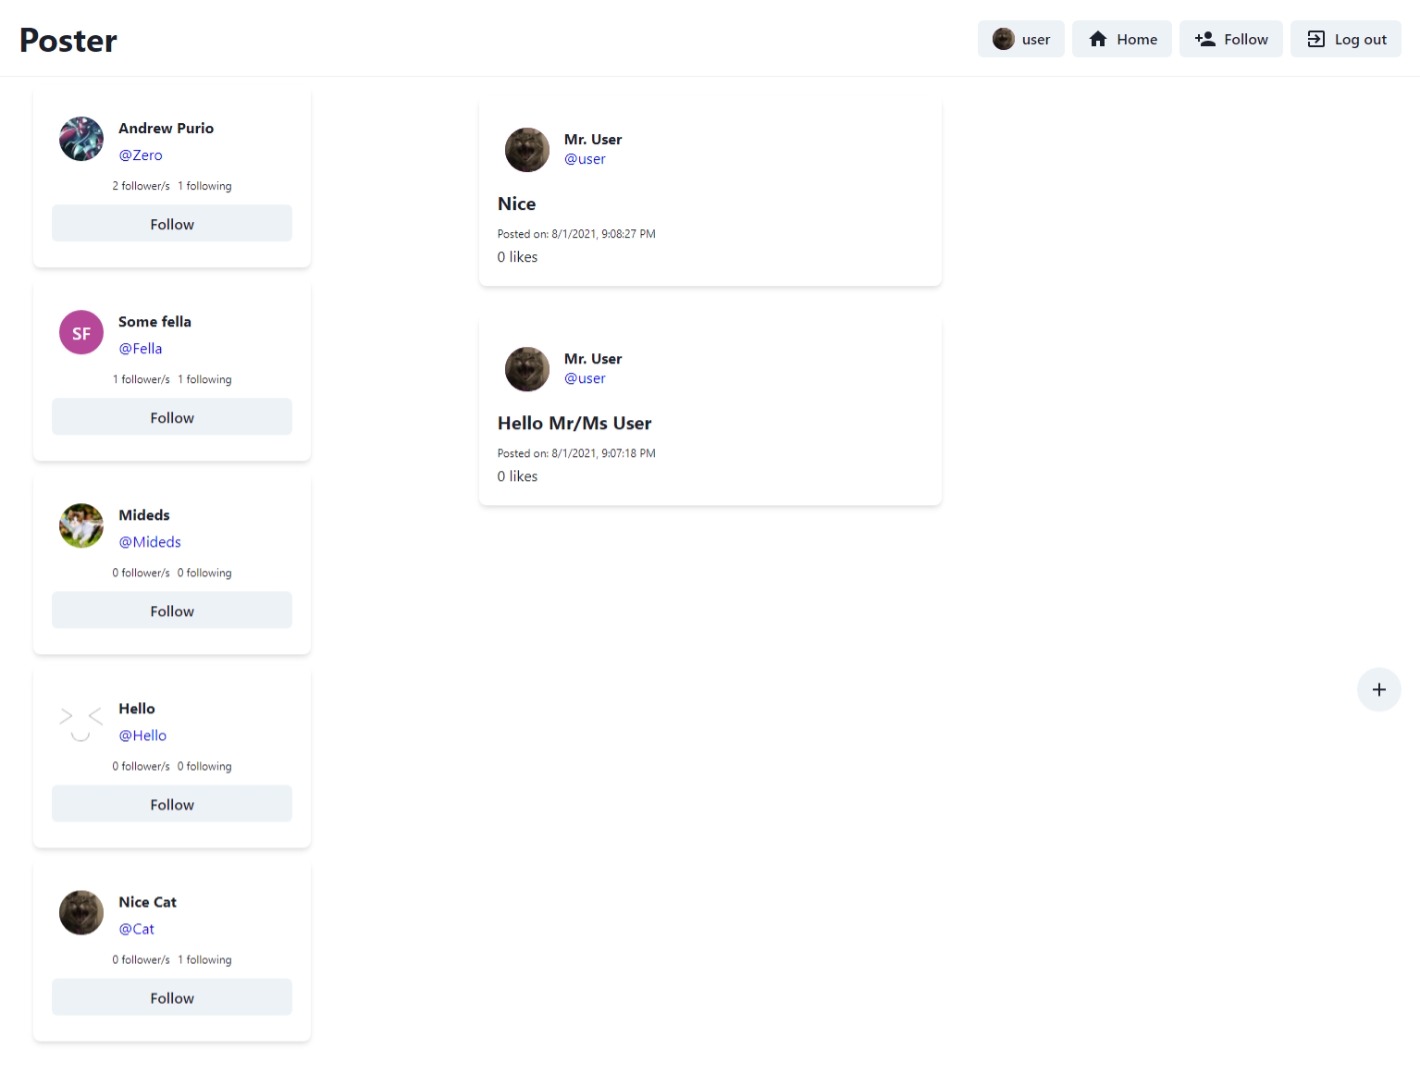 Poster
user
Home
Follow
Log out
Andrew Purio
@Zero
2 follower/s 1 following
Follow
Some fella
SF
@Fella
1 follower/s 1 following
Follow
Mideds
@Mideds
0 follower/s 0 following
Follow
Hello
@Hello
0 follower/s 0 following
Follow
Nice Cat
@Cat
0 follower/s 1 following
Follow
Mr. User
@user
Nice
Posted on: 8/1/2021, 9:08:27 PM
0 likes
Mr. User
@user
Hello Mr/Ms User
Posted on: 8/1/2021, 9:07:18 PM
0 likes
+